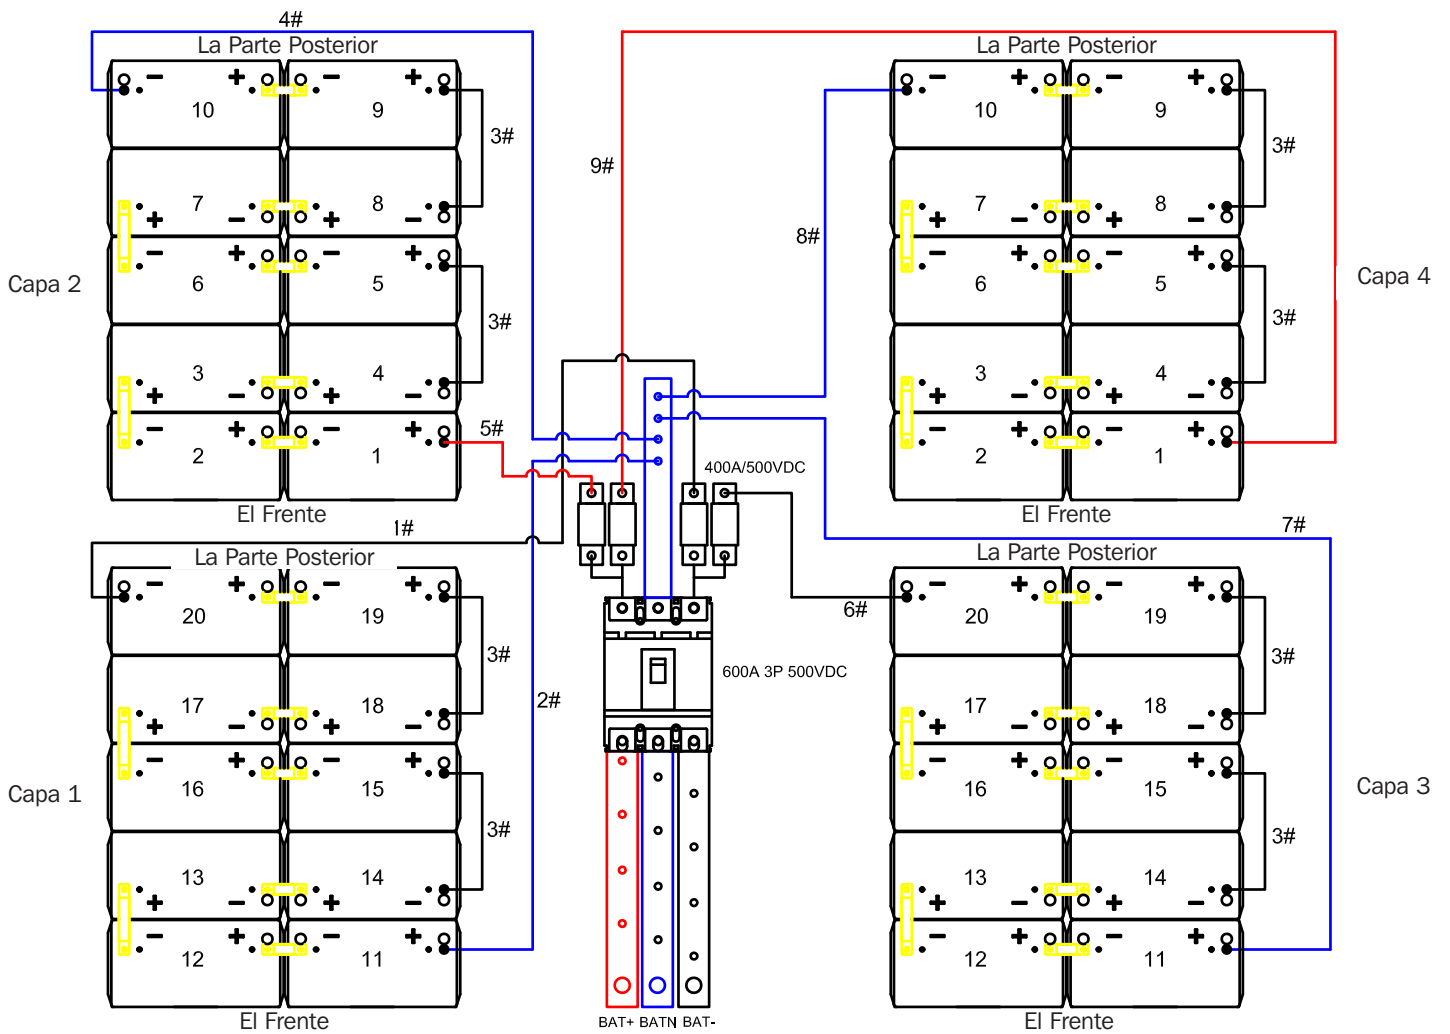 4#
La Parte Posterior
La Parte Posterior
- + - +
- + - +
10 9
10 9
3#
3#
9#
7 8
7 8
+ - + -
+ - + -
8#
- + - +
- + - +
Capa 2
6 5
6 5
Capa 4
3#
3#
3 4
3 4
+ - + -
+ - + -
5#
- + - +
- + - +
2 1
2 1
400A/500VDC
El Frente
El Frente
1#
7#
La Parte Posterior
La Parte Posterior
- + - +
- + - +
20 19
20 19
6#
3#
3#
600A 3P 500VDC
2#
17 18
17 18
+ - + -
+ - + -
- + - +
- + - +
Capa 1
16 15
16 15
Capa 3
3#
3#
13 14
13 14
+ - + -
+ - + -
- + - +
- + - +
12 11
12 11
El Frente
BAT+ BATN BAT-
El Frente